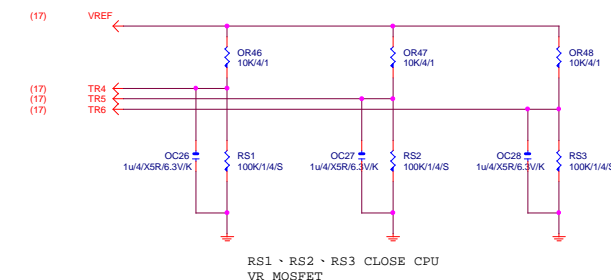 (17) VREF
OR46 OR47 OR48
10K/4/1 10K/4/1 10K/4/1
(17) TR4
(17) TR5
(17) TR6
OC26 RS1 OC27 RS2 OC28 RS3
1u/4/X5R/6.3V/K 100K/1/4/S 1u/4/X5R/6.3V/K 100K/1/4/S 1u/4/X5R/6.3V/K 100K/1/4/S
RS1、RS2、RS3 CLOSE CPU
VR MOSFET